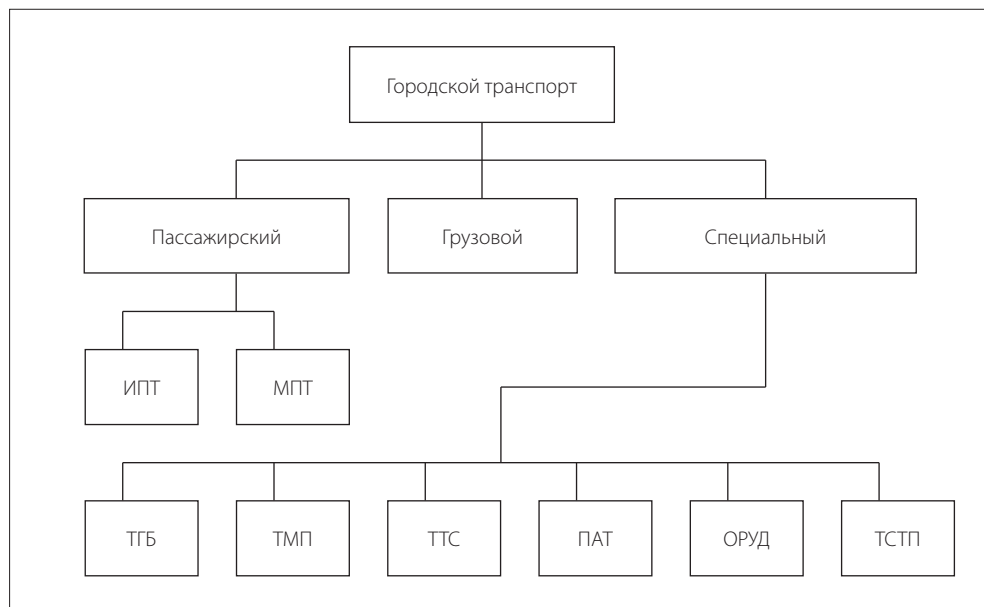 Городской транспорт
Пассажирский
Грузовой
Специальный
ИПТ
МПТ
ТГБ
ТМП
ТТС
ПАТ
ОРУД
ТСТП